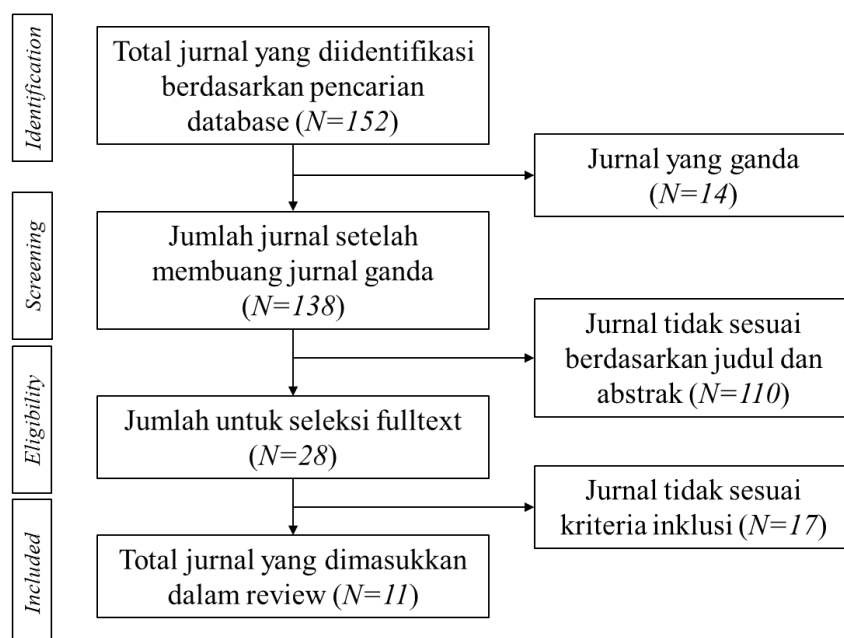 Identification
Total jurnal yang diidentifikasi
berdasarkan pencarian
database (N=152)
Jurnal yang ganda
(N=14)
Screening
Jumlah jurnal setelah
membuang jurnal ganda
(N=138)
Jurnal tidak sesuai
berdasarkan judul dan
abstrak (N=110)
Eligibility
Jumlah untuk seleksi fulltext
(N=28)
Jurnal tidak sesuai
kriteria inklusi (N=17)
Included
Total jurnal yang dimasukkan
dalam review (N=11)